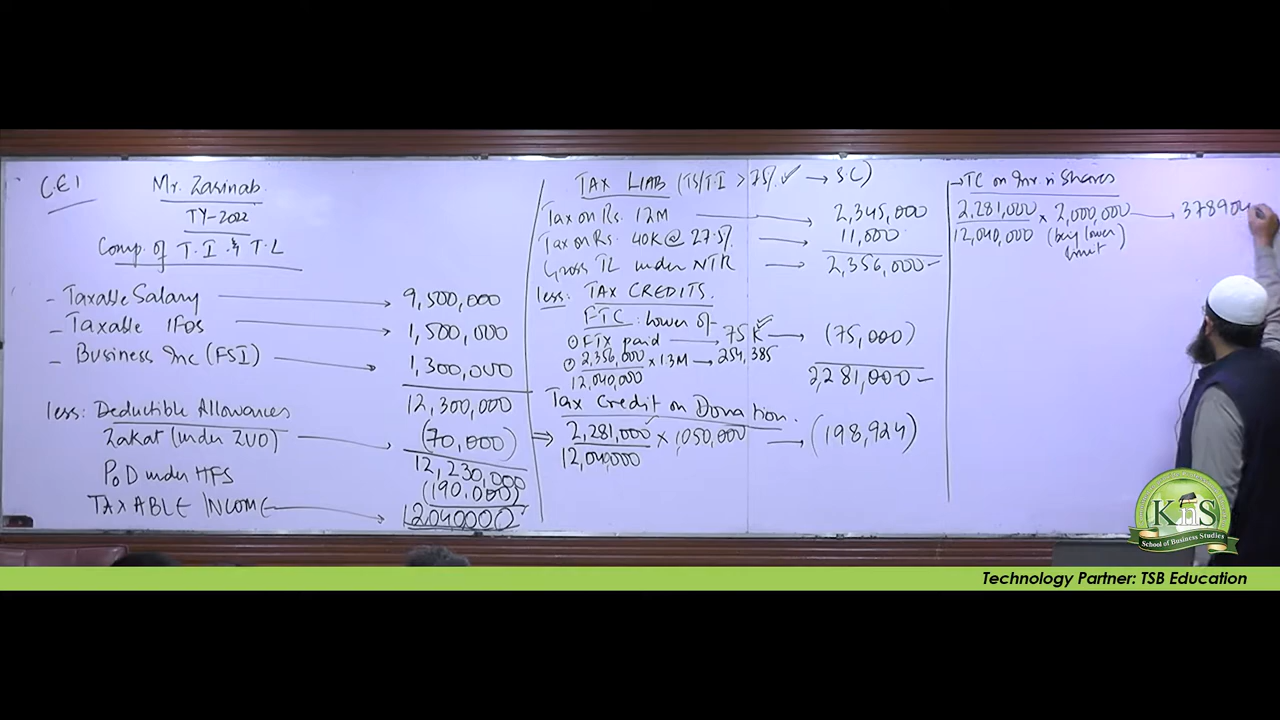 C.E 1
Mr. Zasinab.
TY-2022
Comp. of T.I & T.L
- Taxable Salary → 9,500,000
- Taxable IFOS → 1,500,000
- Business Inc (FSI) → 1,300,000
12,300,000
less: Deductible Allowances
Zakat (under ZUO) → (70,000)
12,230,000
PoD under HFS (190,000)
TAXABLE INCOME → 12,040,000
TAX LIAB (TS/T.I > 75% ✓ → S.C)
Tax on Rs. 12M → 2,345,000
Tax on Rs. 40K @ 27.5% → 11,000
Gross TL under NTR → 2,356,000 -
less: TAX CREDITS.
FTC: Lower of -
① FTX paid → 75K ✓ → (75,000)
② 2,356,000 × 1.3M → 254,385
12,040,000
2,281,000 -
Tax Credit on Donation.
⇒ 2,281,000 × 1,050,000 → (198,924)
12,040,000
→ TC on Inv in Shares
2,281,000 × 2,000,000 → 378904
12,040,000 (being lower
limit)
KnS
School of Business Studies
Technology Partner: TSB Education